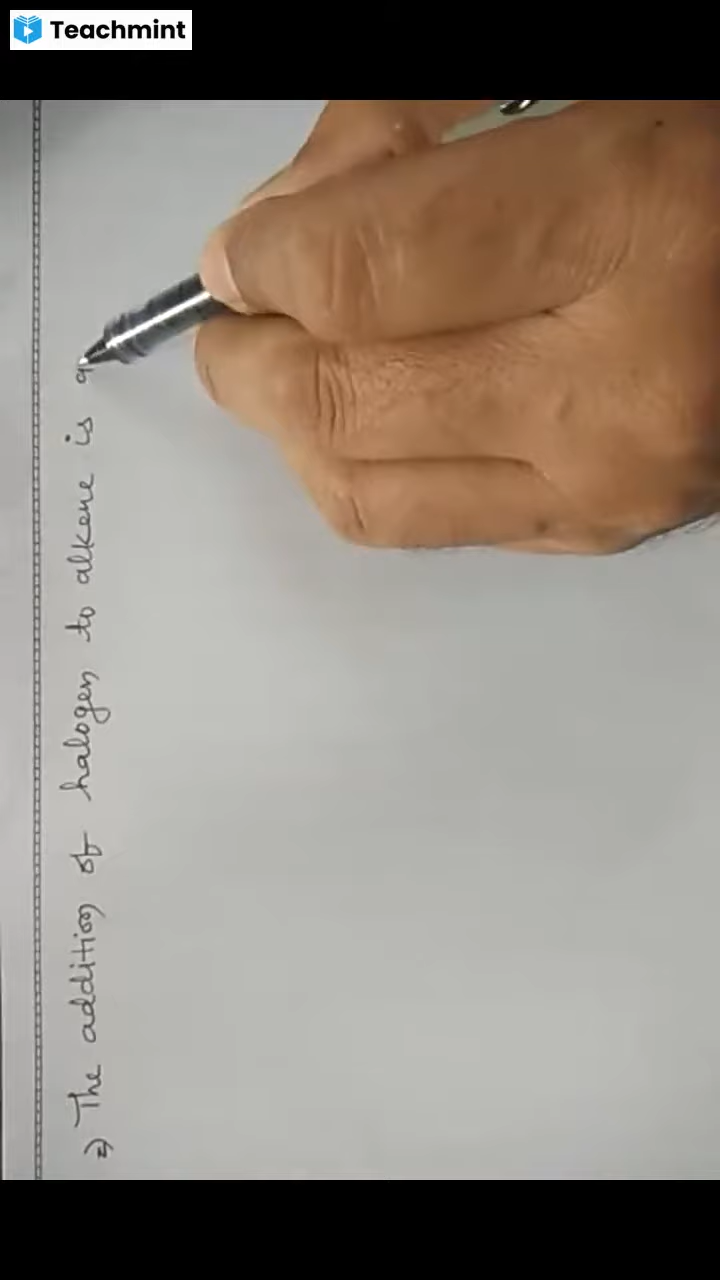 Teachmint
2) The addition of halogen to alkene is a